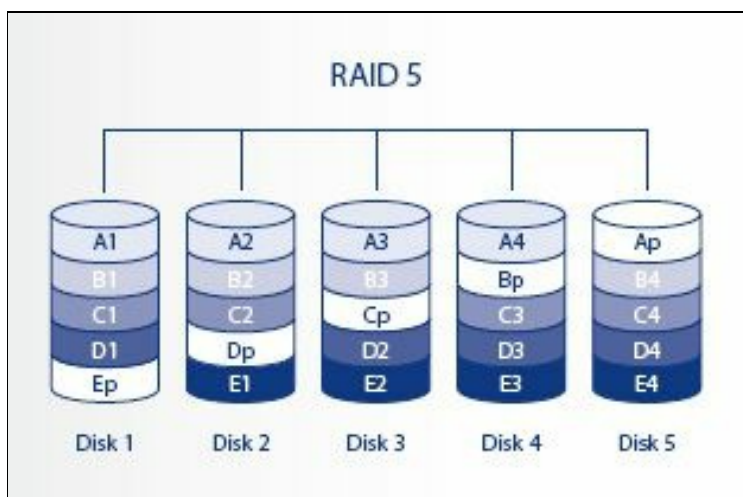 RAID 5
A1 A2 A3 A4 Ap
B1 B2 B3 Bp B4
C1 C2 Cp C3 C4
D1 Dp D2 D3 D4
Ep E1 E2 E3 E4
Disk 1 Disk 2 Disk 3 Disk 4 Disk 5